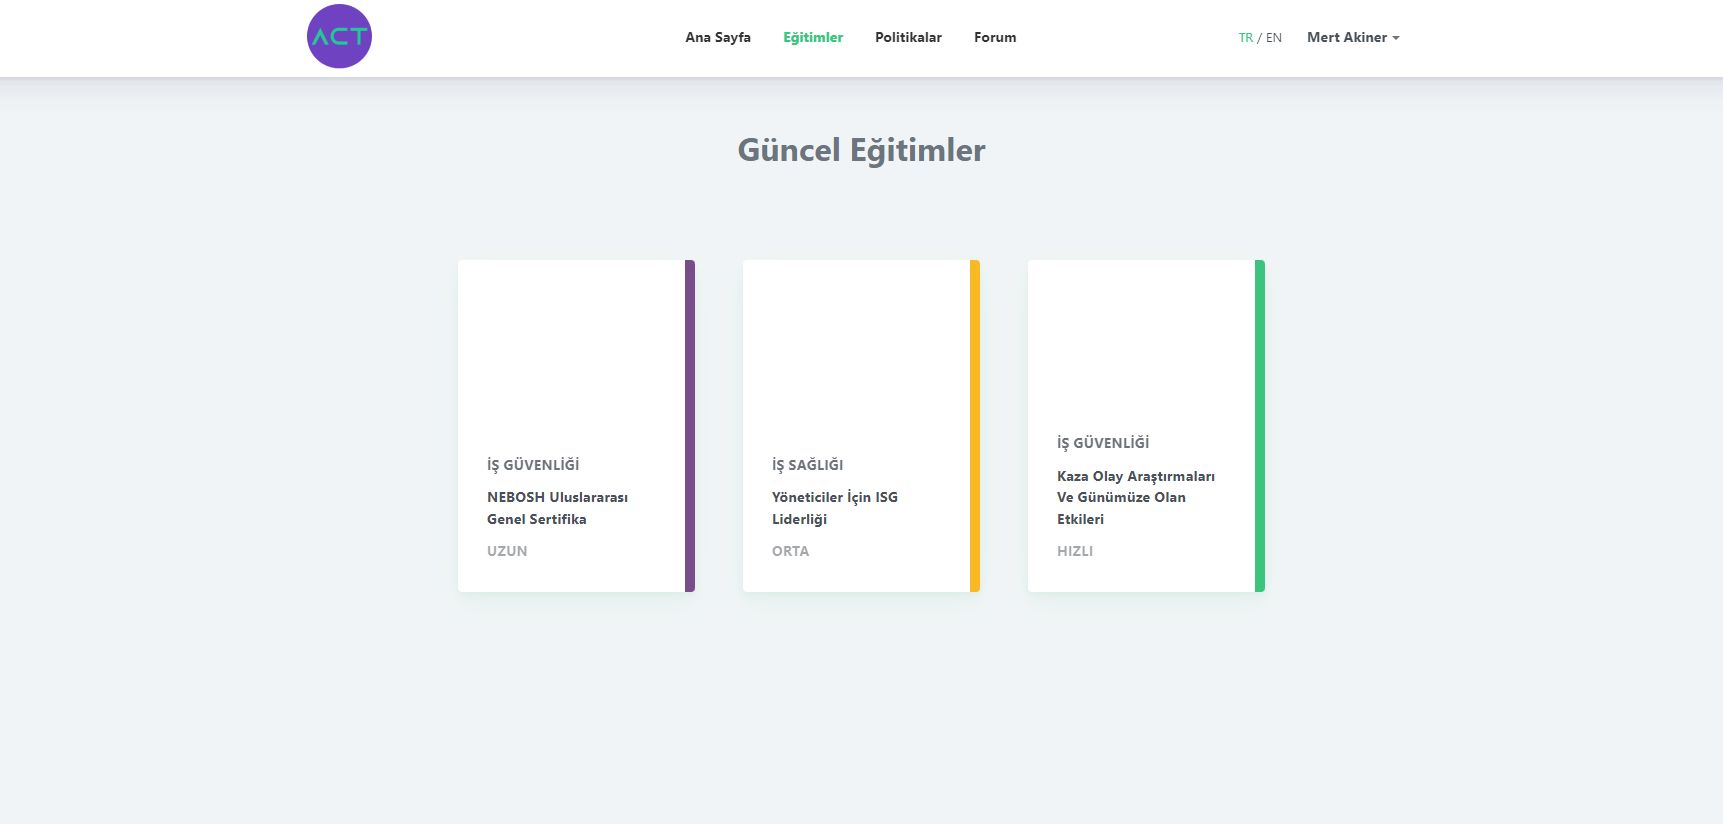 ACT
Ana Sayfa
Eğitimler
Politikalar
Forum
TR / EN
Mert Akiner
Güncel Eğitimler
İŞ GÜVENLİĞİ
NEBOSH Uluslararası
Genel Sertifika
UZUN
İŞ SAĞLIĞI
Yöneticiler İçin ISG
Liderliği
ORTA
İŞ GÜVENLİĞİ
Kaza Olay Araştırmaları
Ve Günümüze Olan
Etkileri
HIZLI